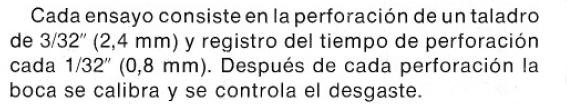 Cada ensayo consiste en la perforación de un taladro
de 3/32″ (2,4 mm) y registro del tiempo de perforación
cada 1/32″ (0,8 mm). Después de cada perforación la
boca se calibra y se controla el desgaste.